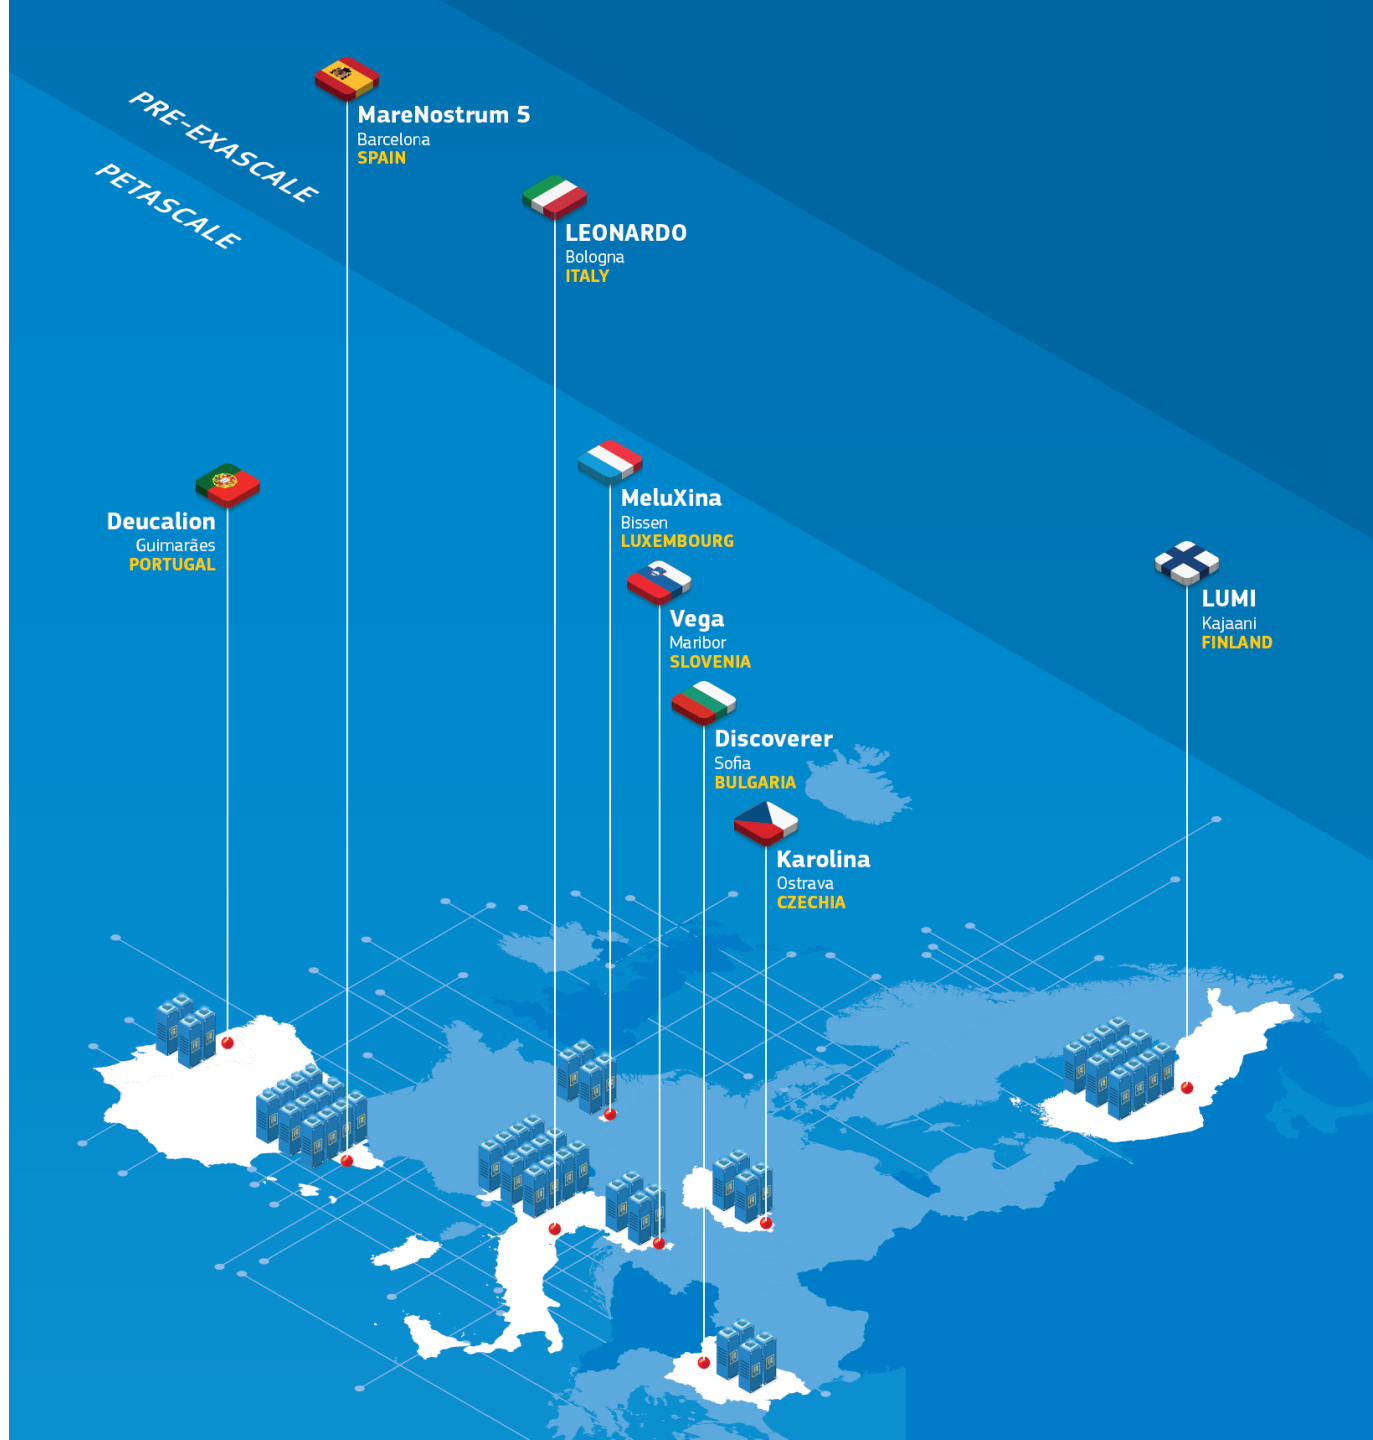 PRE-EXASCALE
PETASCALE
MareNostrum 5
Barcelona
SPAIN
LEONARDO
Bologna
ITALY
MeluXina
Bissen
LUXEMBOURG
Deucalion
Guimarães
PORTUGAL
LUMI
Kajaani
FINLAND
Vega
Maribor
SLOVENIA
Discoverer
Sofia
BULGARIA
Karolina
Ostrava
CZECHIA